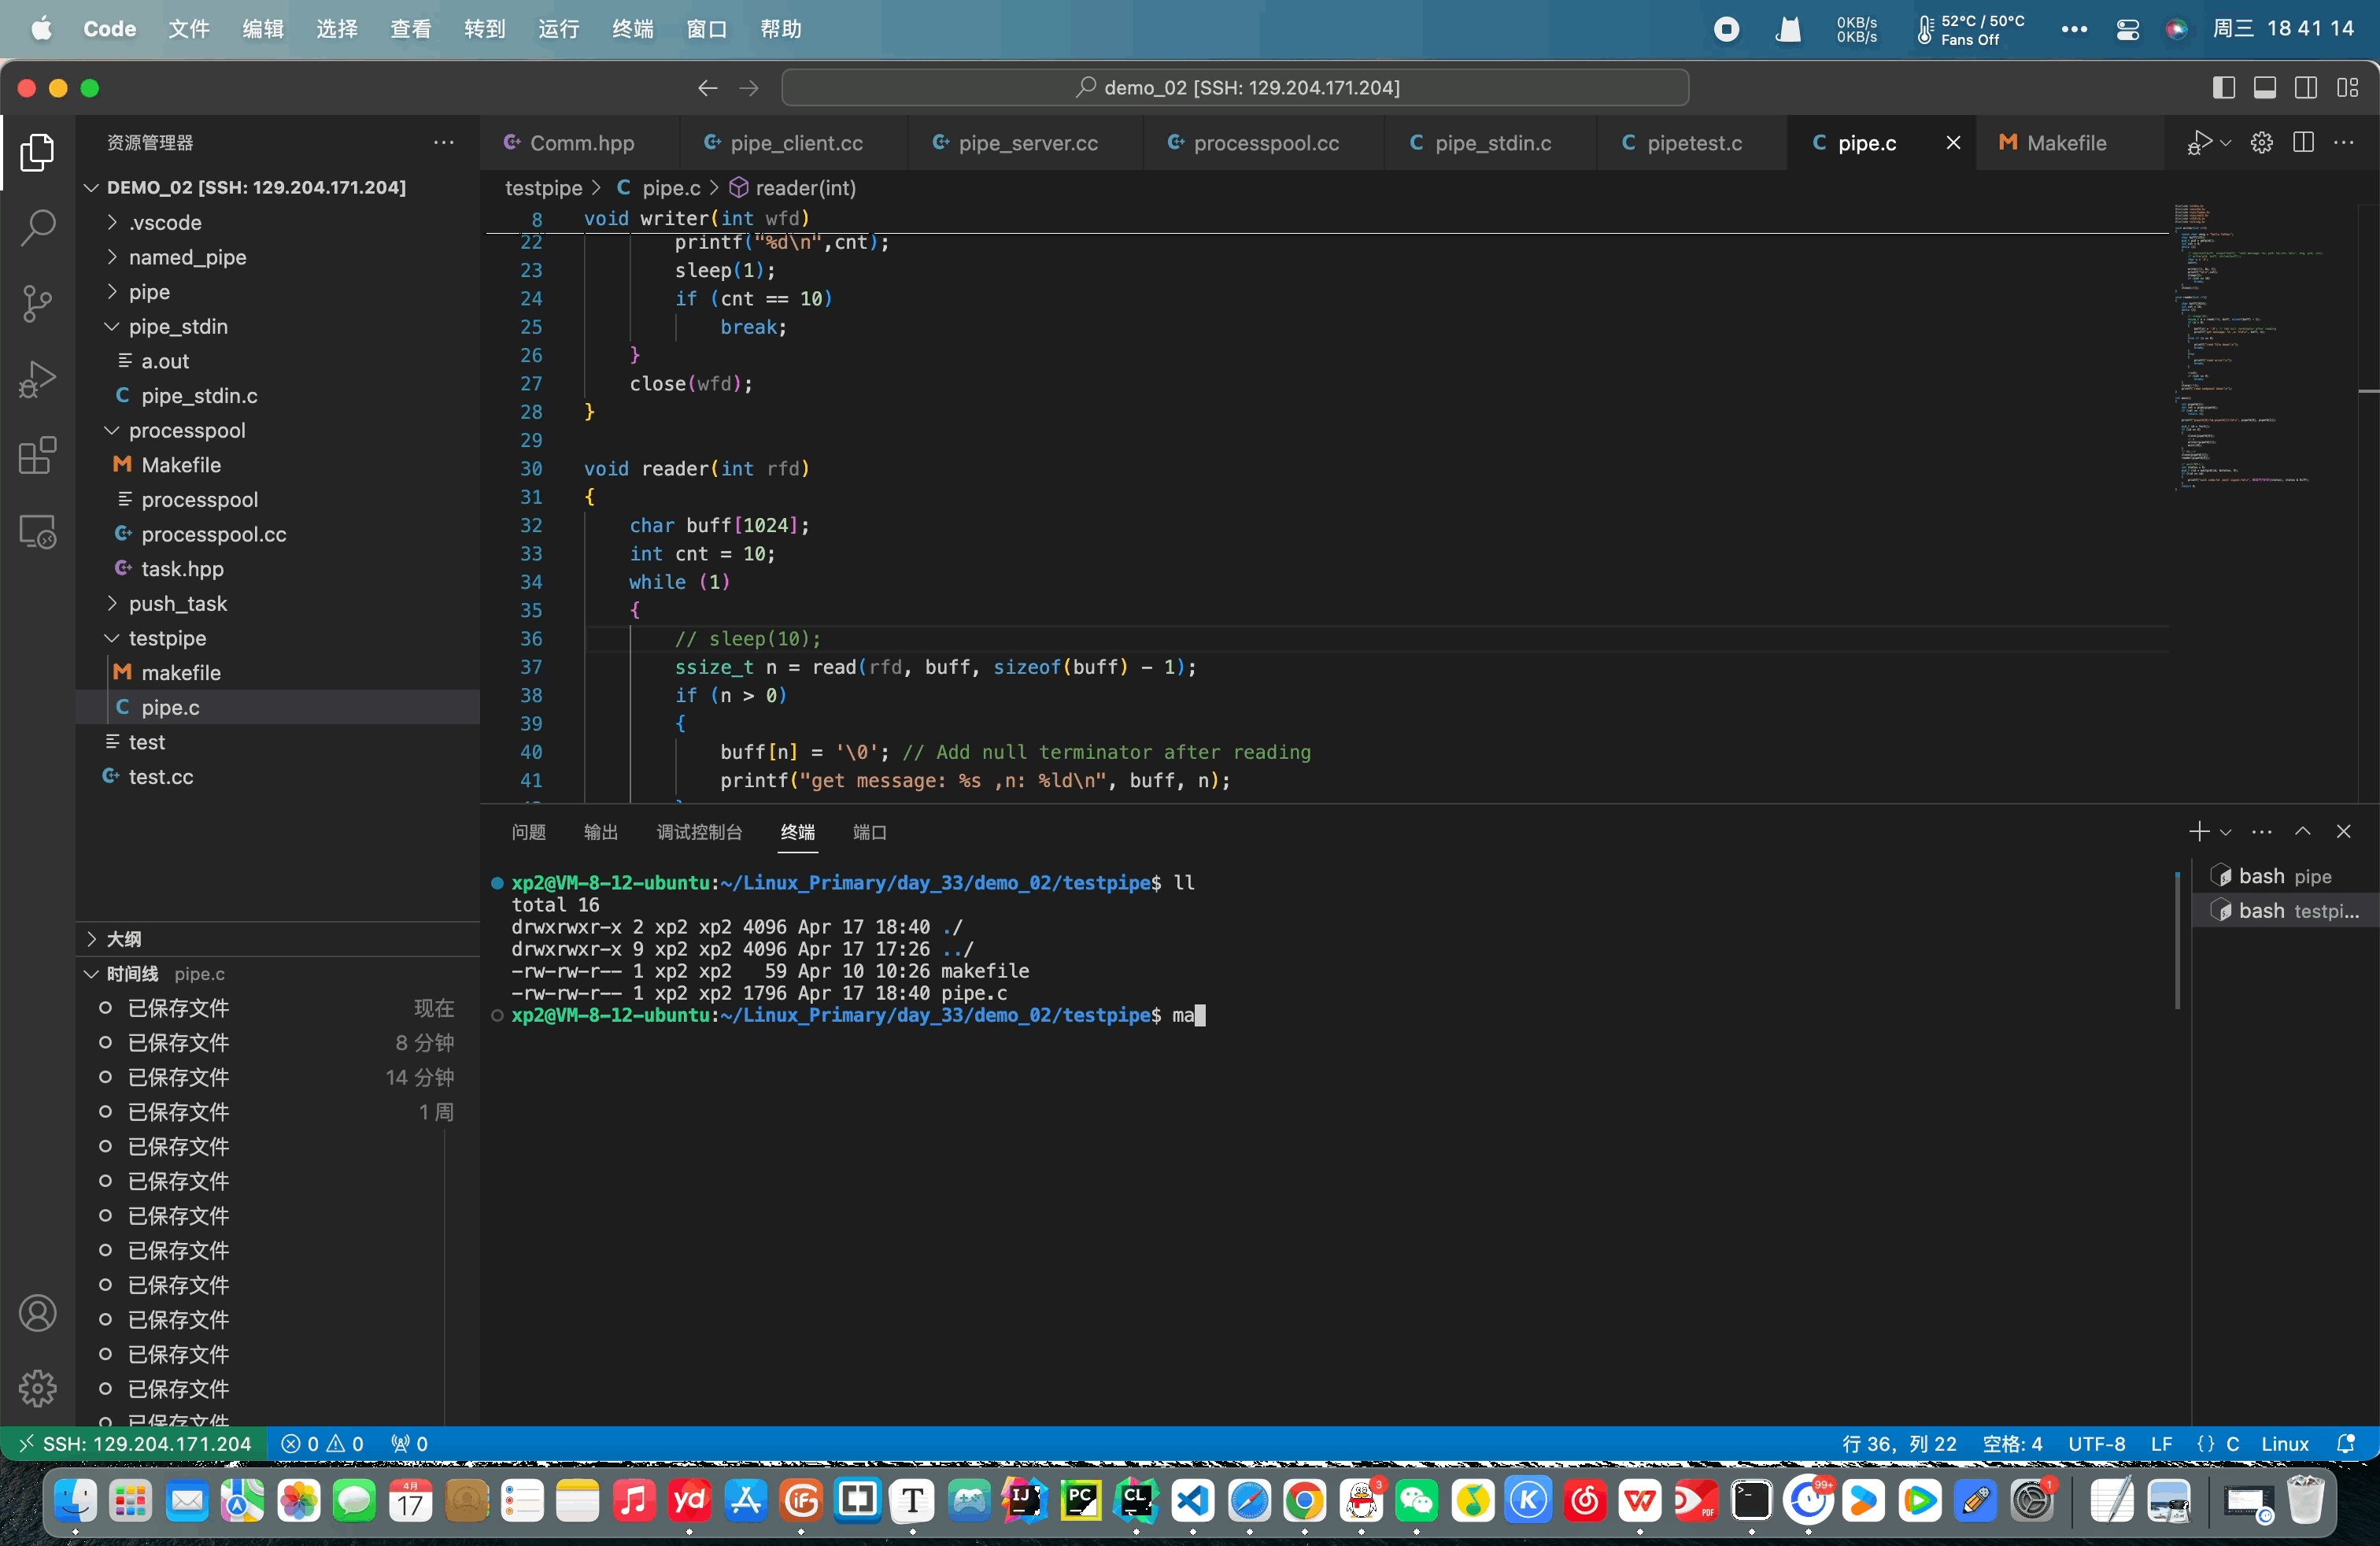 Code 文件 编辑 选择 查看 转到 运行 终端 窗口 帮助
0KB/s
0KB/s
52°C / 50°C
Fans Off
周三 18 41 14
demo_02 [SSH: 129.204.171.204]
资源管理器
Comm.hpp pipe_client.cc pipe_server.cc processpool.cc pipe_stdin.c pipetest.c pipe.c Makefile
DEMO_02 [SSH: 129.204.171.204]
.vscode
named_pipe
pipe
pipe_stdin
a.out
pipe_stdin.c
processpool
Makefile
processpool
processpool.cc
task.hpp
push_task
testpipe
makefile
pipe.c
test
test.cc
大纲
时间线 pipe.c
已保存文件 现在
已保存文件 8 分钟
已保存文件 14 分钟
已保存文件 1 周
已保存文件
已保存文件
已保存文件
已保存文件
已保存文件
已保存文件
已保存文件
已保存文件
已保存文件
testpipe > C pipe.c > reader(int)
8 void writer(int wfd)
22 printf("%d\n",cnt);
23 sleep(1);
24 if (cnt == 10)
25 break;
26 }
27 close(wfd);
28 }
29
30 void reader(int rfd)
31 {
32 char buff[1024];
33 int cnt = 10;
34 while (1)
35 {
36 // sleep(10);
37 ssize_t n = read(rfd, buff, sizeof(buff) - 1);
38 if (n > 0)
39 {
40 buff[n] = '\0'; // Add null terminator after reading
41 printf("get message: %s ,n: %ld\n", buff, n);
问题 输出 调试控制台 终端 端口
xp2@VM-8-12-ubuntu:~/Linux_Primary/day_33/demo_02/testpipe$ ll
total 16
drwxrwxr-x 2 xp2 xp2 4096 Apr 17 18:40 ./
drwxrwxr-x 9 xp2 xp2 4096 Apr 17 17:26 ../
-rw-rw-r-- 1 xp2 xp2   59 Apr 10 10:26 makefile
-rw-rw-r-- 1 xp2 xp2 1796 Apr 17 18:40 pipe.c
xp2@VM-8-12-ubuntu:~/Linux_Primary/day_33/demo_02/testpipe$ ma
bash pipe
bash testpi...
SSH: 129.204.171.204 0 0 0
行 36，列 22 空格: 4 UTF-8 LF {} C Linux
4月
17
yd
T
IJ
PC
CL
3
K
PDF
99+
1